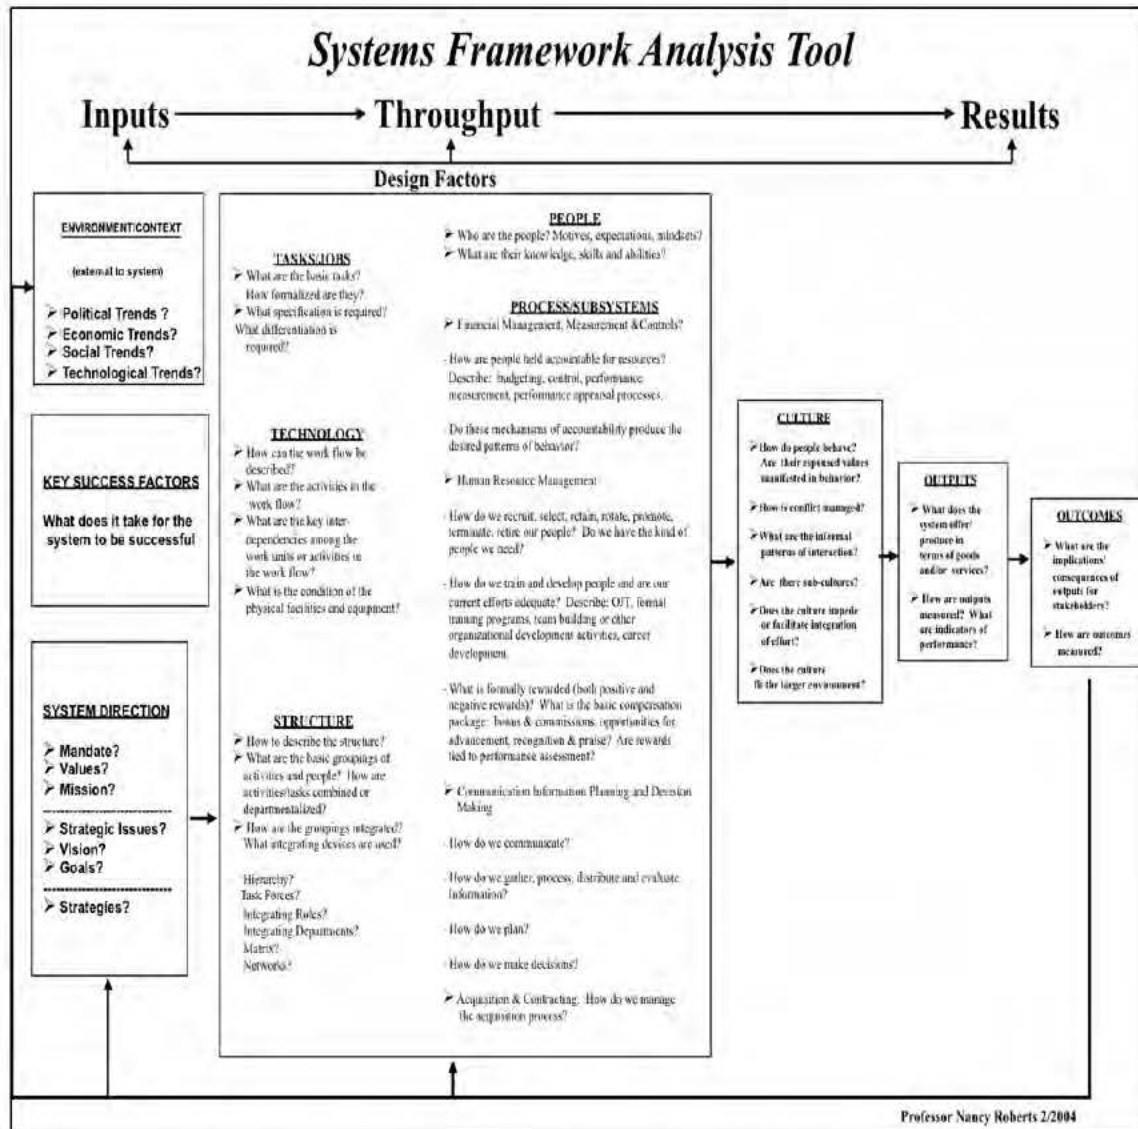 Systems Framework Analysis Tool
Inputs
Throughput
Results
Design Factors
ENVIRONMENT/CONTEXT
(external to system)
➢ Political Trends ?
➢ Economic Trends?
➢ Social Trends?
➢ Technological Trends?
KEY SUCCESS FACTORS
What does it take for the
system to be successful
SYSTEM DIRECTION
➢ Mandate?
➢ Values?
➢ Mission?
➢ Strategic Issues?
➢ Vision?
➢ Goals?
➢ Strategies?
TASKS/JOBS
➢ What are the basic tasks?
How formalized are they?
➢ What specification is required?
What differentiation is
required?
TECHNOLOGY
➢ How can the work flow be
described?
➢ What are the activities in the
work flow?
➢ What are the key inter-
dependencies among the
work units or activities in
the work flow?
➢ What is the condition of the
physical facilities and equipment?
STRUCTURE
➢ How to describe the structure?
➢ What are the basic groupings of
activities and people? How are
activities/tasks combined or
departmentalized?
➢ How are the groupings integrated?
What integrating devices are used?
Hierarchy?
Task Forces?
Integrating Roles?
Integrating Departments?
Matrix?
Networks?
PEOPLE
➢ Who are the people? Motives, expectations, mindsets?
➢ What are their knowledge, skills and abilities?
PROCESS/SUBSYSTEMS
➢ Financial Management, Measurement & Controls?
- How are people held accountable for resources?
Describe: budgeting, control, performance
measurement, performance appraisal processes.
- Do these mechanisms of accountability produce the
desired patterns of behavior?
➢ Human Resource Management
- How do we recruit, select, retain, rotate, promote,
terminate, retire our people? Do we have the kind of
people we need?
- How do we train and develop people and are our
current efforts adequate? Describe: OJT, formal
training programs, team building or other
organizational development activities, career
development.
- What is formally rewarded (both positive and
negative rewards)? What is the basic compensation
package: bonus & commissions, opportunities for
advancement, recognition & praise? Are rewards
tied to performance assessment?
➢ Communication Information Planning and Decision
Making
- How do we communicate?
- How do we gather, process, distribute and evaluate
Information?
- How do we plan?
- How do we make decisions?
➢ Acquisition & Contracting. How do we manage
the acquisition process?
CULTURE
➢ How do people behave?
Are their espoused values
manifested in behavior?
➢ How is conflict managed?
➢ What are the informal
patterns of interaction?
➢ Are there sub-cultures?
➢ Does the culture impede
or facilitate integration
of effort?
➢ Does the culture
fit the larger environment?
OUTPUTS
➢ What does the
system offer/
produce in
terms of goods
and/or services?
➢ How are outputs
measured? What
are indicators of
performance?
OUTCOMES
➢ What are the
implications/
consequences of
outputs for
stakeholders?
➢ How are outcomes
measured?
Professor Nancy Roberts 2/2004